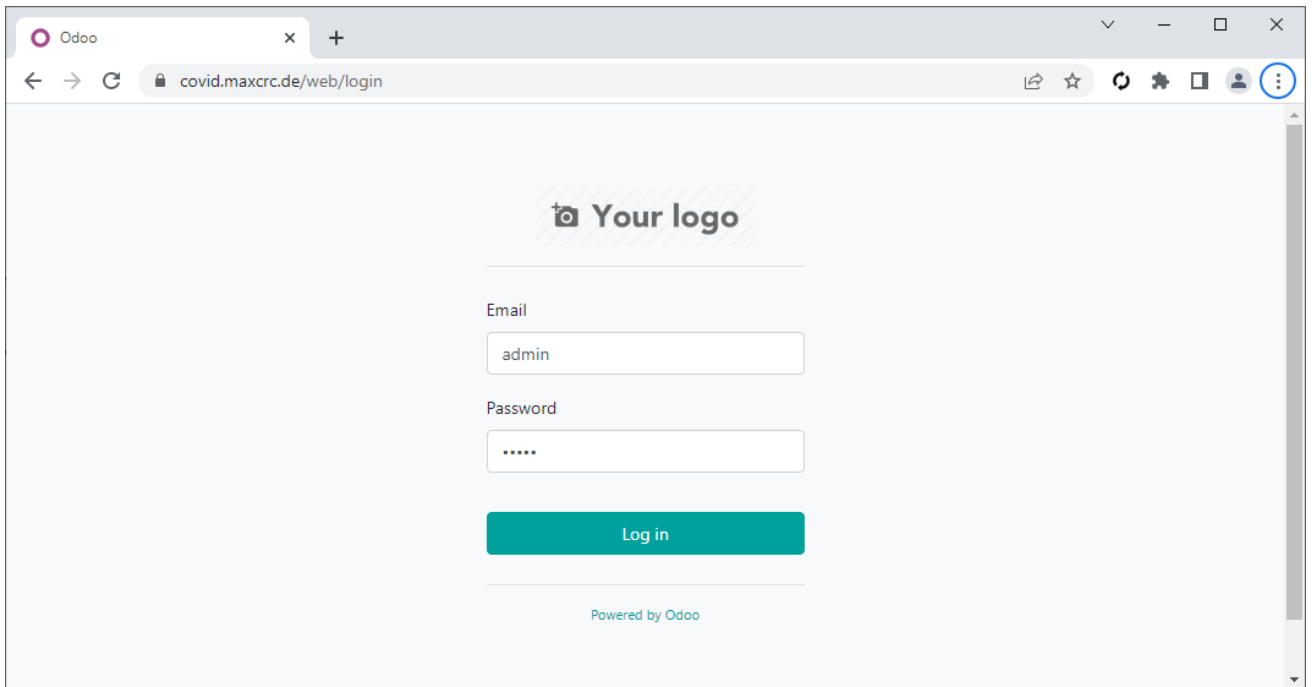 Odoo
covid.maxcrc.de/web/login
Your logo
Email
admin
Password
•••••
Log in
Powered by Odoo